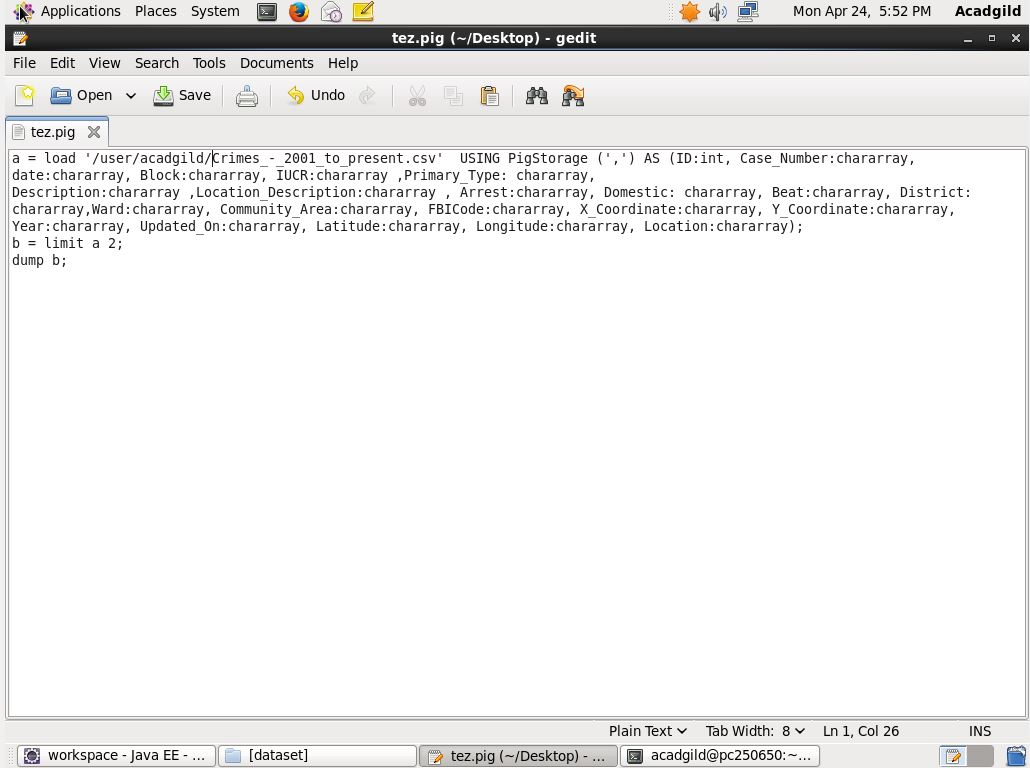 Applications Places System Mon Apr 24, 5:52 PM Acadgild
tez.pig (~/Desktop) - gedit
File Edit View Search Tools Documents Help
Open Save Undo
tez.pig
a = load '/user/acadgild/Crimes_-_2001_to_present.csv'  USING PigStorage (',') AS (ID:int, Case_Number:chararray,
date:chararray, Block:chararray, IUCR:chararray ,Primary_Type: chararray,
Description:chararray ,Location_Description:chararray , Arrest:chararray, Domestic: chararray, Beat:chararray, District:
chararray,Ward:chararray, Community_Area:chararray, FBICode:chararray, X_Coordinate:chararray, Y_Coordinate:chararray,
Year:chararray, Updated_On:chararray, Latitude:chararray, Longitude:chararray, Location:chararray);
b = limit a 2;
dump b;
Plain Text Tab Width: 8 Ln 1, Col 26 INS
workspace - Java EE - ... [dataset] tez.pig (~/Desktop) - ... acadgild@pc250650:~...